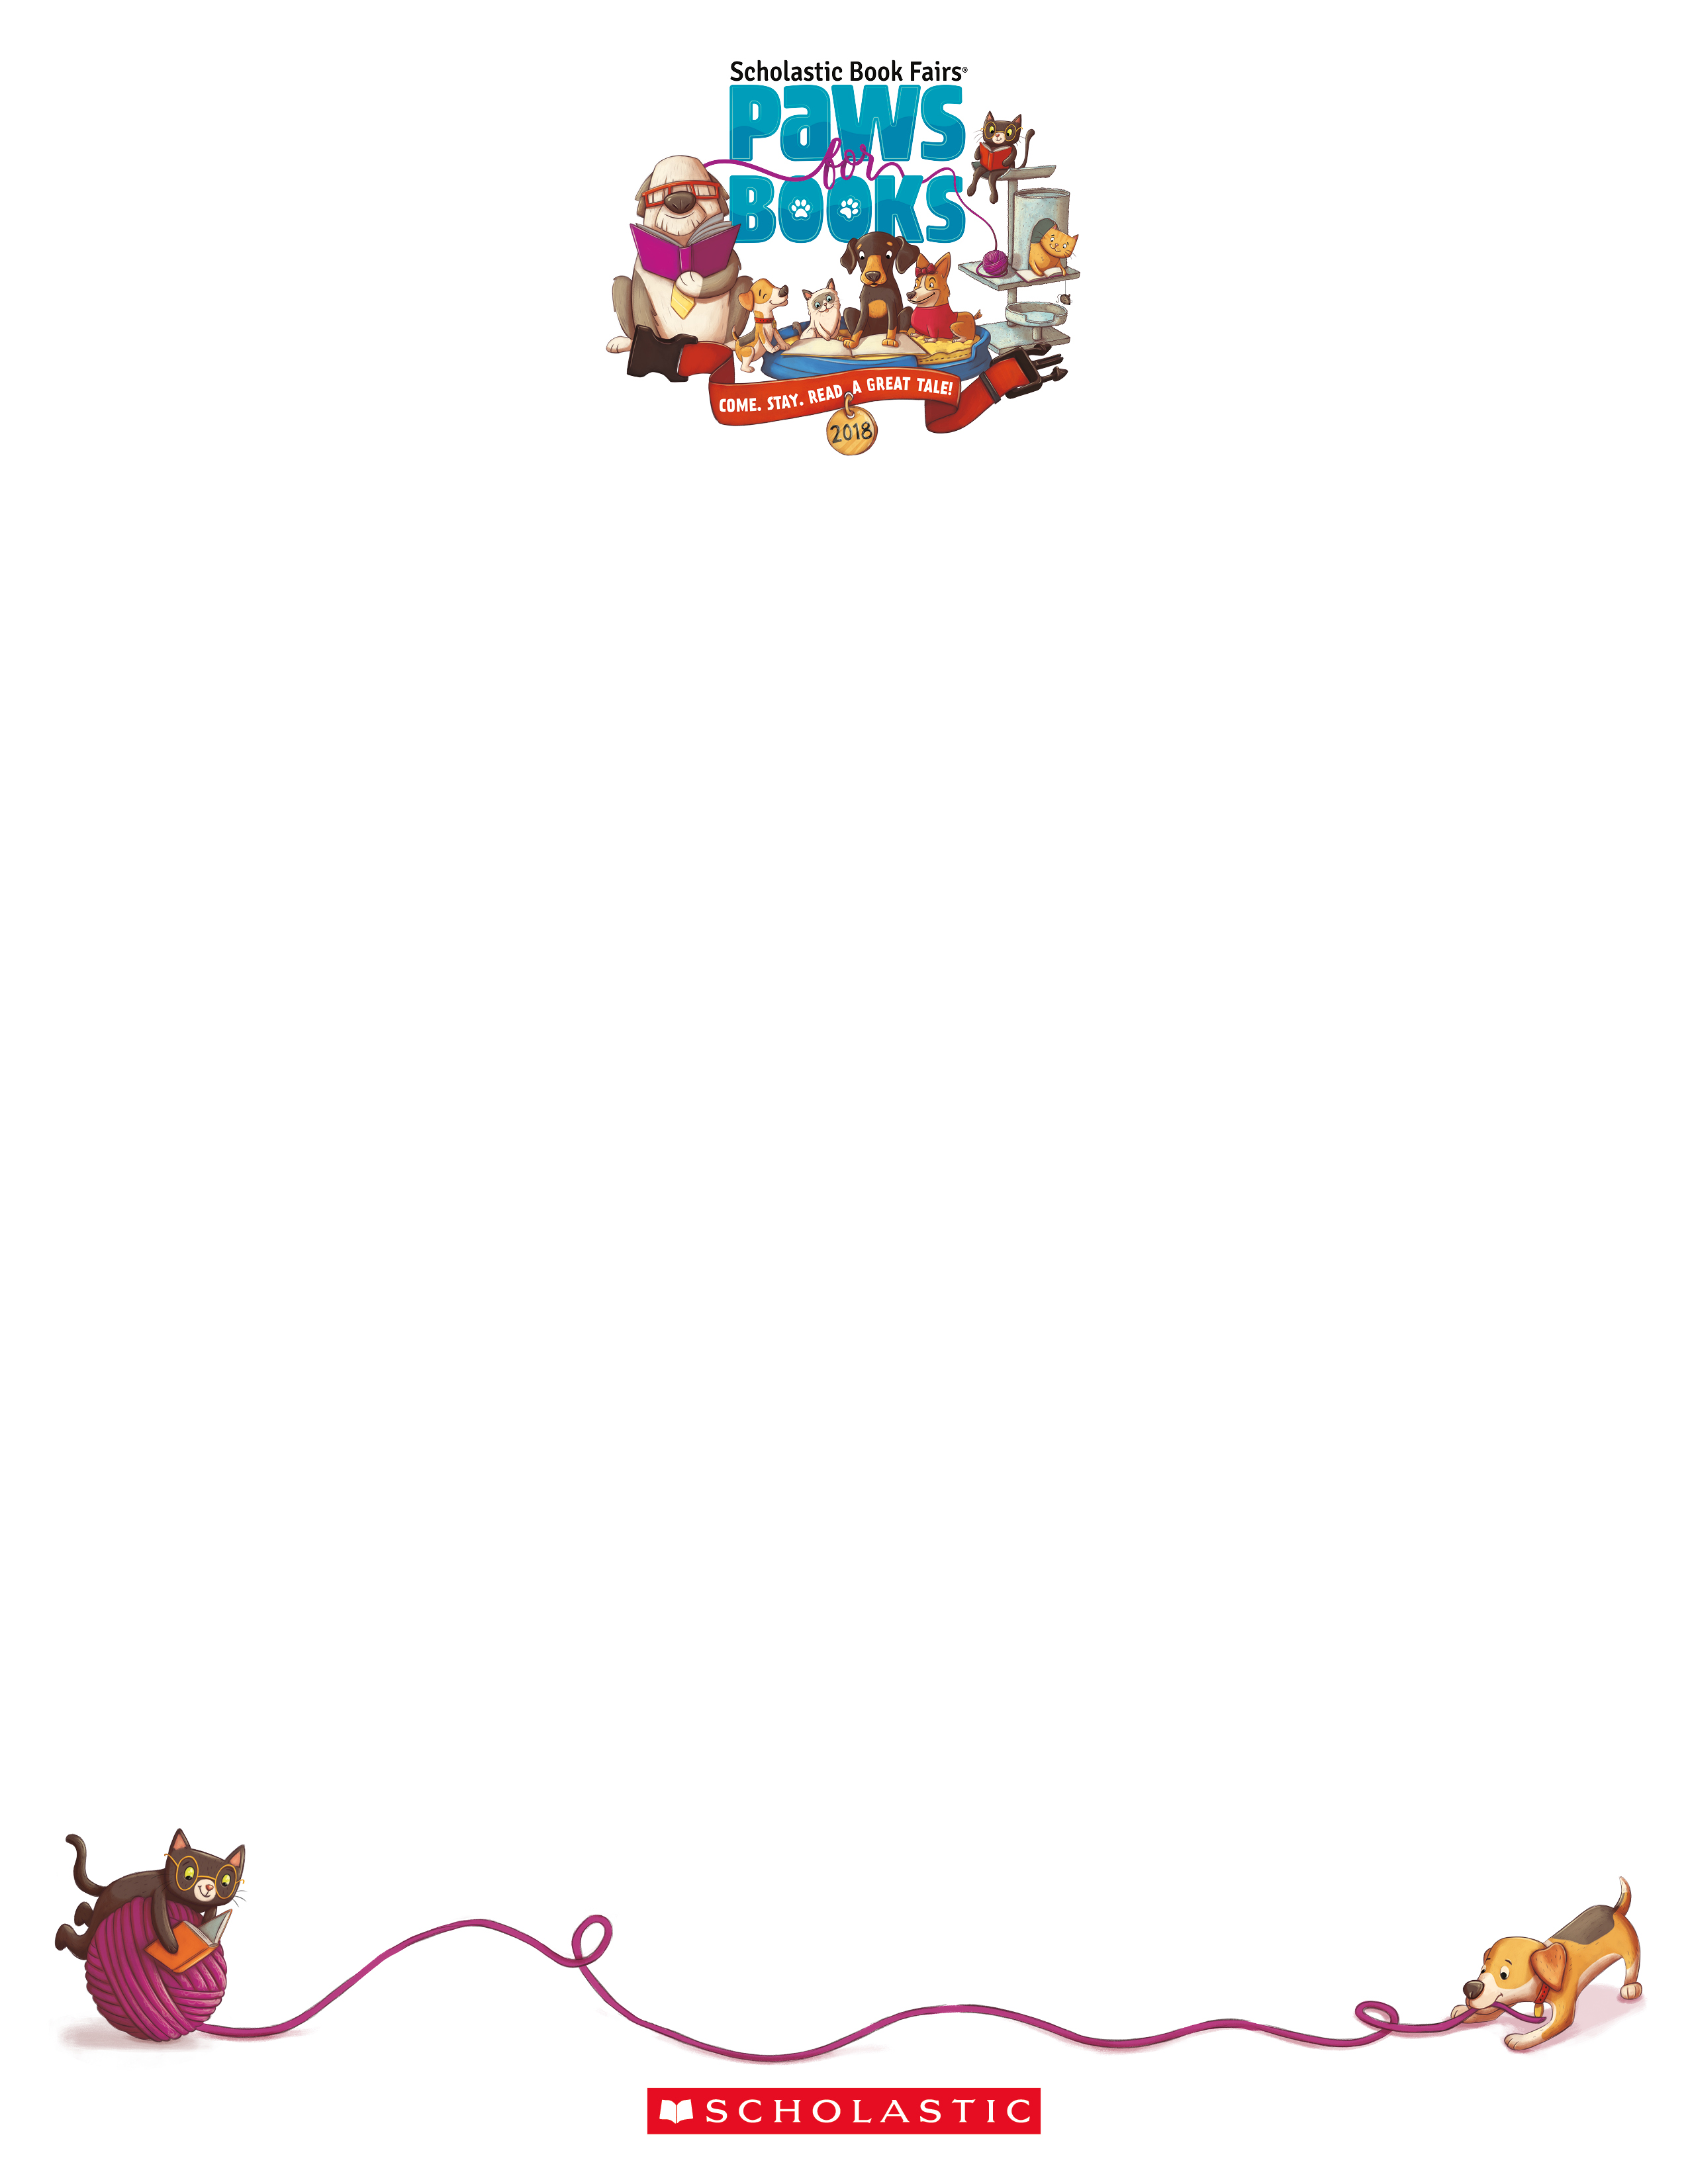 Scholastic Book Fairs®
PaWS
for
BOOKS
COME. STAY. READ A GREAT TALE!
2018
SCHOLASTIC